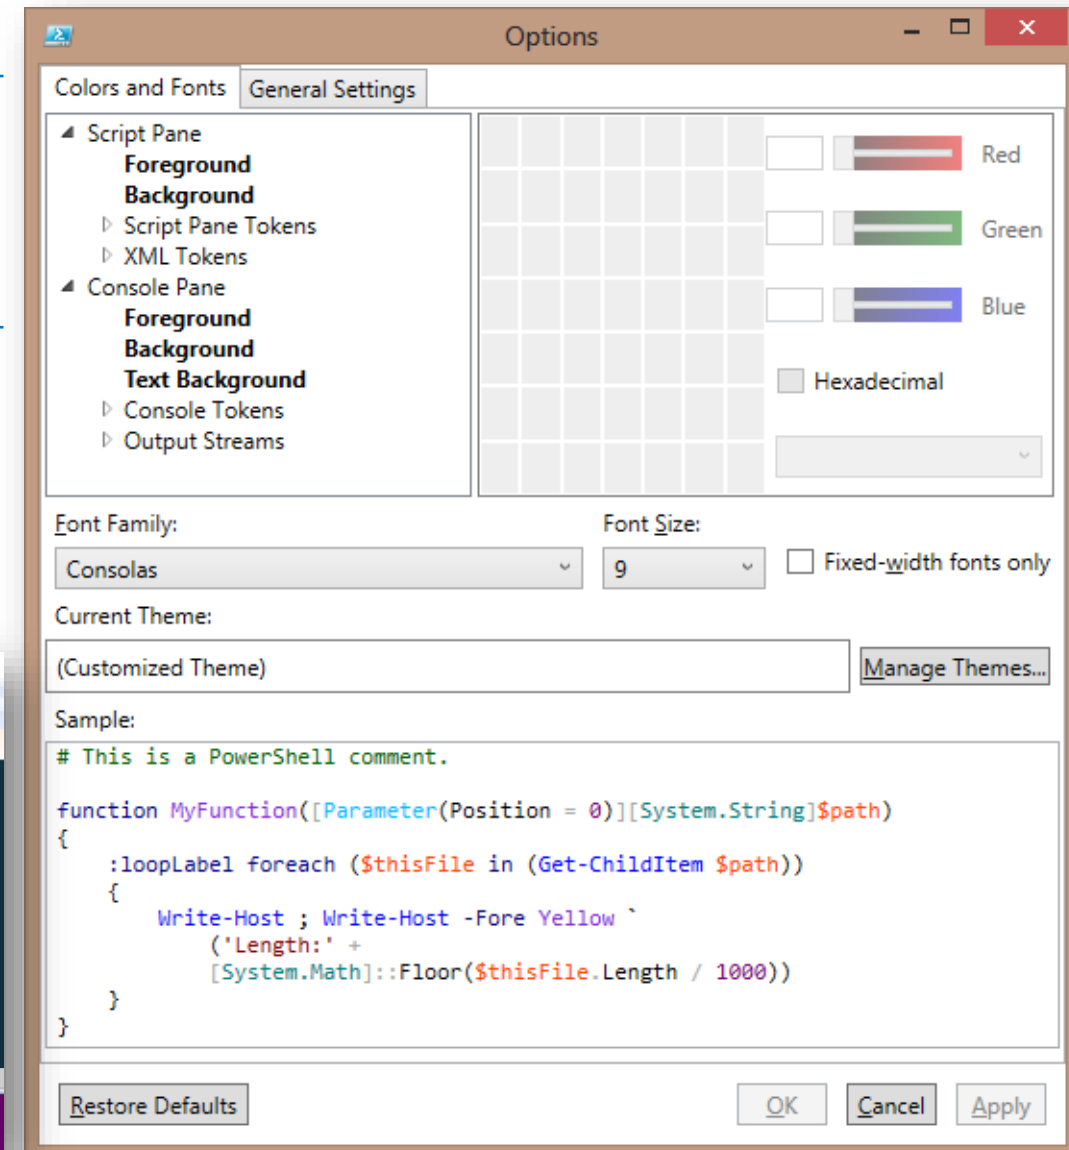 Options
Colors and Fonts
General Settings
Script Pane
Foreground
Background
Script Pane Tokens
XML Tokens
Console Pane
Foreground
Background
Text Background
Console Tokens
Output Streams
Red
Green
Blue
Hexadecimal
Font Family:
Font Size:
Consolas
9
Fixed-width fonts only
Current Theme:
(Customized Theme)
Manage Themes...
Sample:
# This is a PowerShell comment.
function MyFunction([Parameter(Position = 0)][System.String]$path)
{
    :loopLabel foreach ($thisFile in (Get-ChildItem $path))
    {
        Write-Host ; Write-Host -Fore Yellow `
            ('Length:' +
            [System.Math]::Floor($thisFile.Length / 1000))
    }
}
Restore Defaults
OK
Cancel
Apply